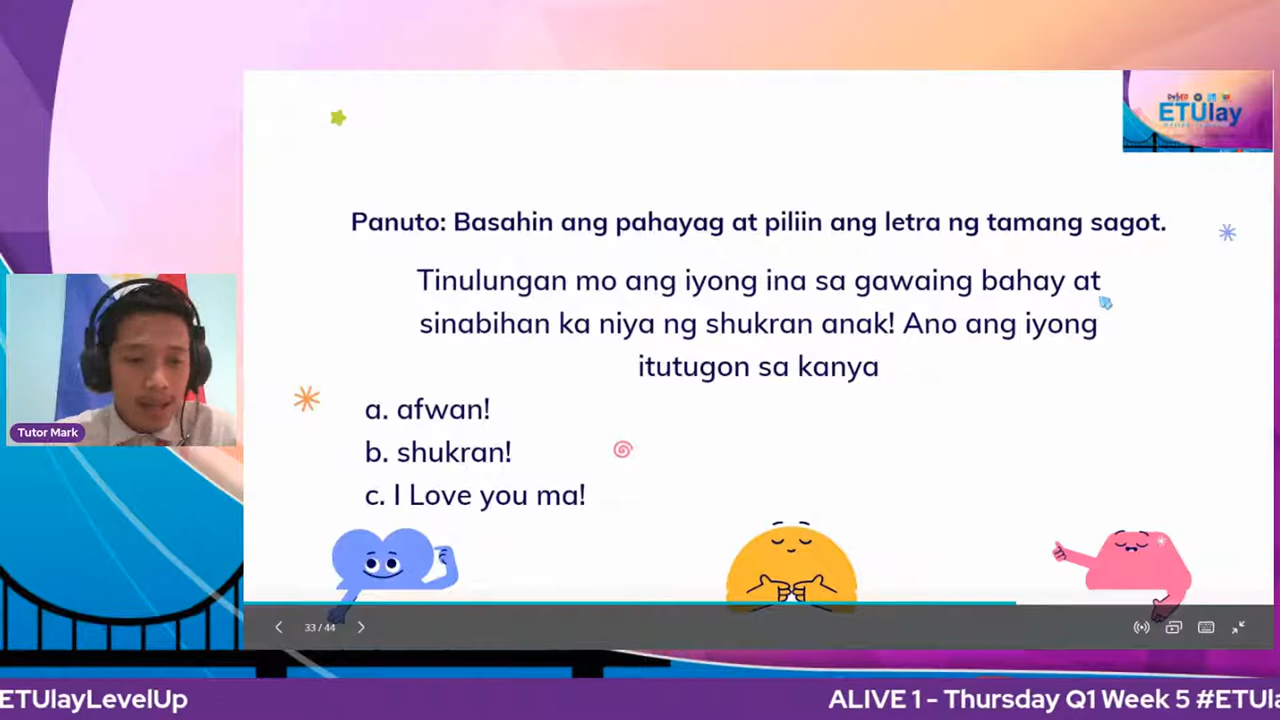 DepED
ETUlay
Panuto: Basahin ang pahayag at piliin ang letra ng tamang sagot.
Tinulungan mo ang iyong ina sa gawaing bahay at
sinabihan ka niya ng shukran anak! Ano ang iyong
itutugon sa kanya
a. afwan!
b. shukran!
c. I Love you ma!
Tutor Mark
33 / 44
ETUlayLevelUp
ALIVE 1 - Thursday Q1 Week 5 #ETUla